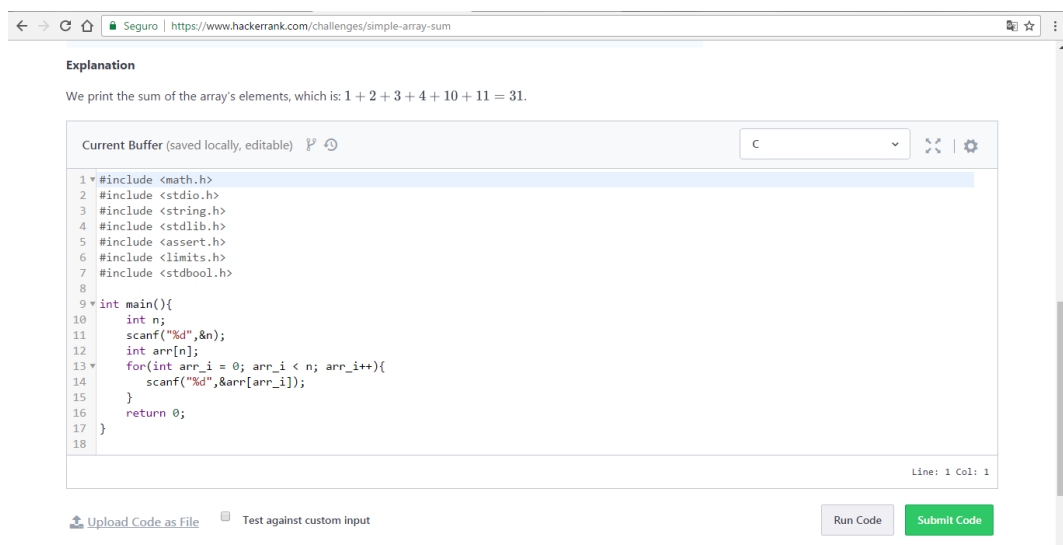 Seguro | https://www.hackerrank.com/challenges/simple-array-sum
Explanation
We print the sum of the array's elements, which is: 1 + 2 + 3 + 4 + 10 + 11 = 31.
Current Buffer (saved locally, editable)
C
1 #include <math.h>
2 #include <stdio.h>
3 #include <string.h>
4 #include <stdlib.h>
5 #include <assert.h>
6 #include <limits.h>
7 #include <stdbool.h>
8
9 int main(){
10     int n;
11     scanf("%d",&n);
12     int arr[n];
13     for(int arr_i = 0; arr_i < n; arr_i++){
14        scanf("%d",&arr[arr_i]);
15     }
16     return 0;
17 }
18
Line: 1 Col: 1
Upload Code as File
Test against custom input
Run Code
Submit Code